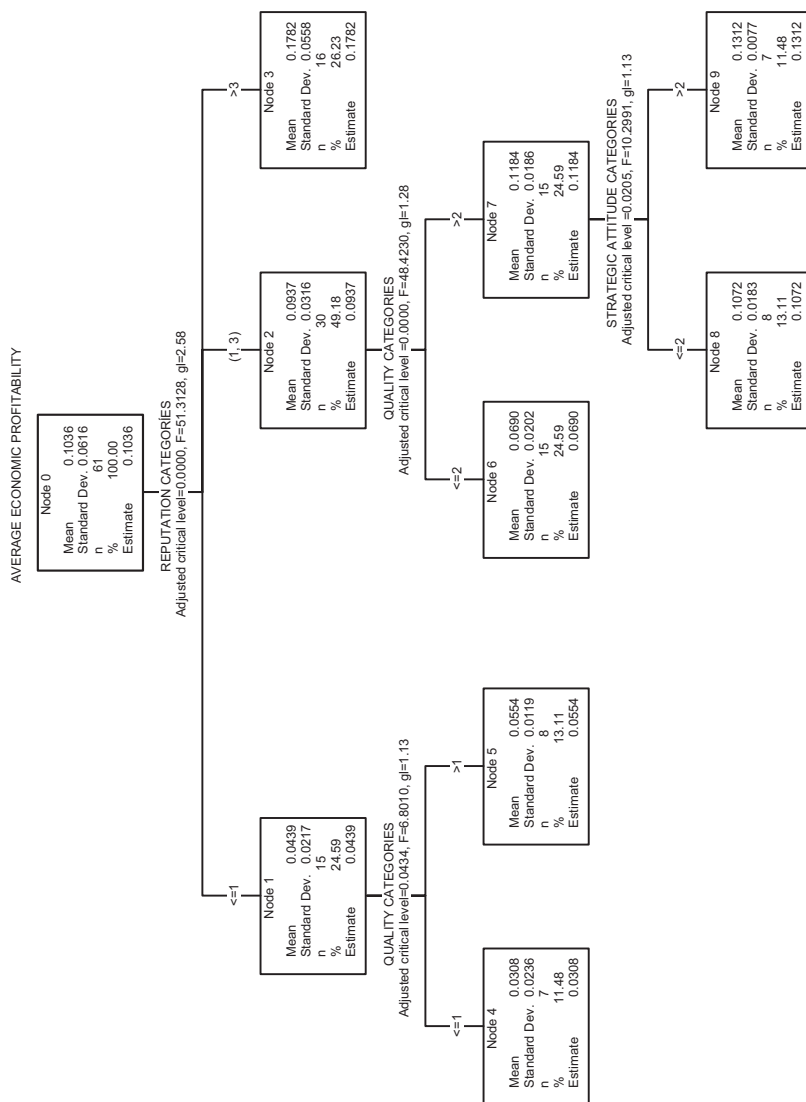 AVERAGE ECONOMIC PROFITABILITY
Node 0
Mean 0.1036
Standard Dev. 0.0616
n 61
% 100.00
Estimate 0.1036
REPUTATION CATEGORÍES
Adjusted critical level=0.0000, F=51.3128, gl=2.58
<=1
(1, 3)
>3
Node 1
Mean 0.0439
Standard Dev. 0.0217
n 15
% 24.59
Estimate 0.0439
Node 2
Mean 0.0937
Standard Dev. 0.0316
n 30
% 49.18
Estimate 0.0937
Node 3
Mean 0.1782
Standard Dev. 0.0558
n 16
% 26.23
Estimate 0.1782
QUALITY CATEGORIES
Adjusted critical level=0.0434, F=6.8010, gl=1.13
<=1
>1
QUALITY CATEGORIES
Adjusted critical level =0.0000, F=48.4230, gl=1.28
<=2
>2
Node 4
Mean 0.0308
Standard Dev. 0.0236
n 7
% 11.48
Estimate 0.0308
Node 5
Mean 0.0554
Standard Dev. 0.0119
n 8
% 13.11
Estimate 0.0554
Node 6
Mean 0.0690
Standard Dev. 0.0202
n 15
% 24.59
Estimate 0.0690
Node 7
Mean 0.1184
Standard Dev. 0.0186
n 15
% 24.59
Estimate 0.1184
STRATEGIC ATTITUDE CATEGORIES
Adjusted critical level =0.0205, F=10.2991, gl=1.13
<=2
>2
Node 8
Mean 0.1072
Standard Dev. 0.0183
n 8
% 13.11
Estimate 0.1072
Node 9
Mean 0.1312
Standard Dev. 0.0077
n 7
% 11.48
Estimate 0.1312